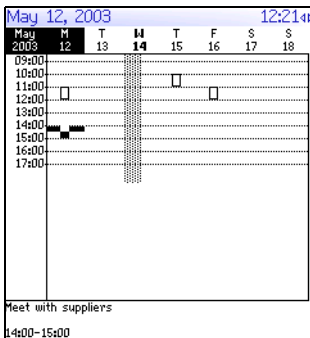 May 12, 2003 12:21
May M T W T F S S
2003 12 13 14 15 16 17 18
09:00
10:00
11:00
12:00
13:00
14:00
15:00
16:00
17:00
Meet with suppliers
14:00-15:00